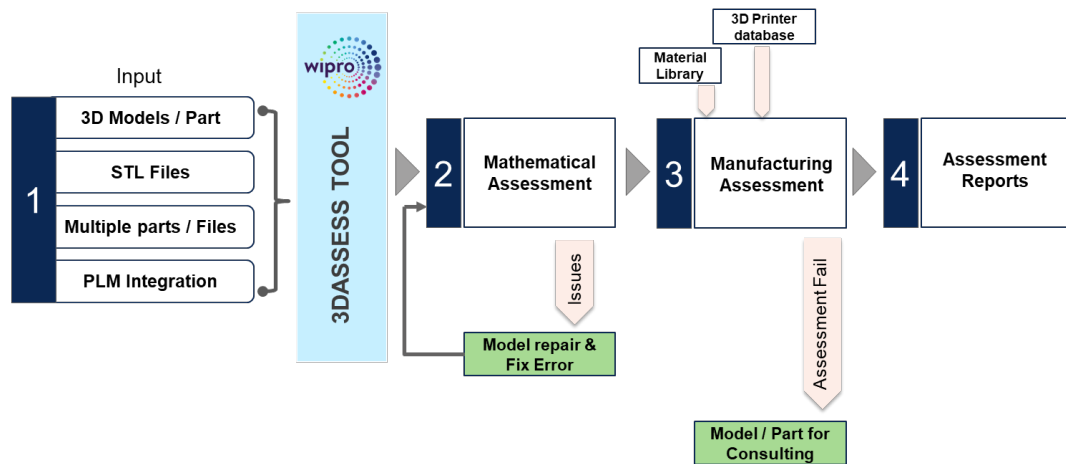 Input
1
3D Models / Part
STL Files
Multiple parts / Files
PLM Integration
wipro
3DASSESS TOOL
2
Mathematical
Assessment
Issues
Model repair &
Fix Error
Material
Library
3D Printer
database
3
Manufacturing
Assessment
Assessment Fail
Model / Part for
Consulting
4
Assessment
Reports